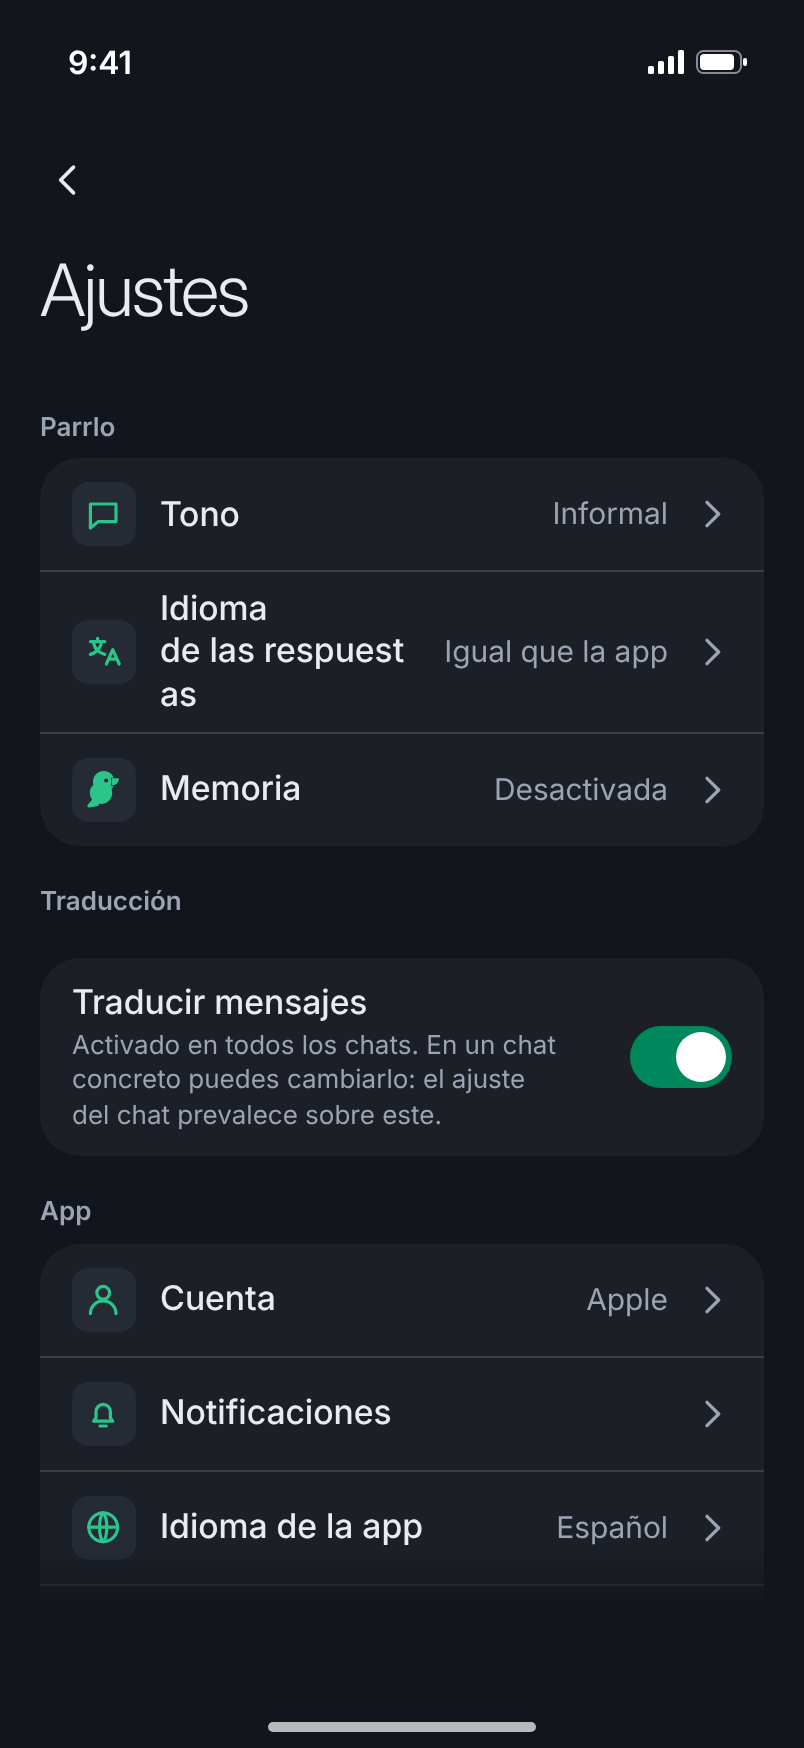 9:41
Ajustes
Parrlo
Tono
Informal
Idioma
de las respuest
as
Igual que la app
Memoria
Desactivada
Traducción
Traducir mensajes
Activado en todos los chats. En un chat
concreto puedes cambiarlo: el ajuste
del chat prevalece sobre este.
App
Cuenta
Apple
Notificaciones
Idioma de la app
Español